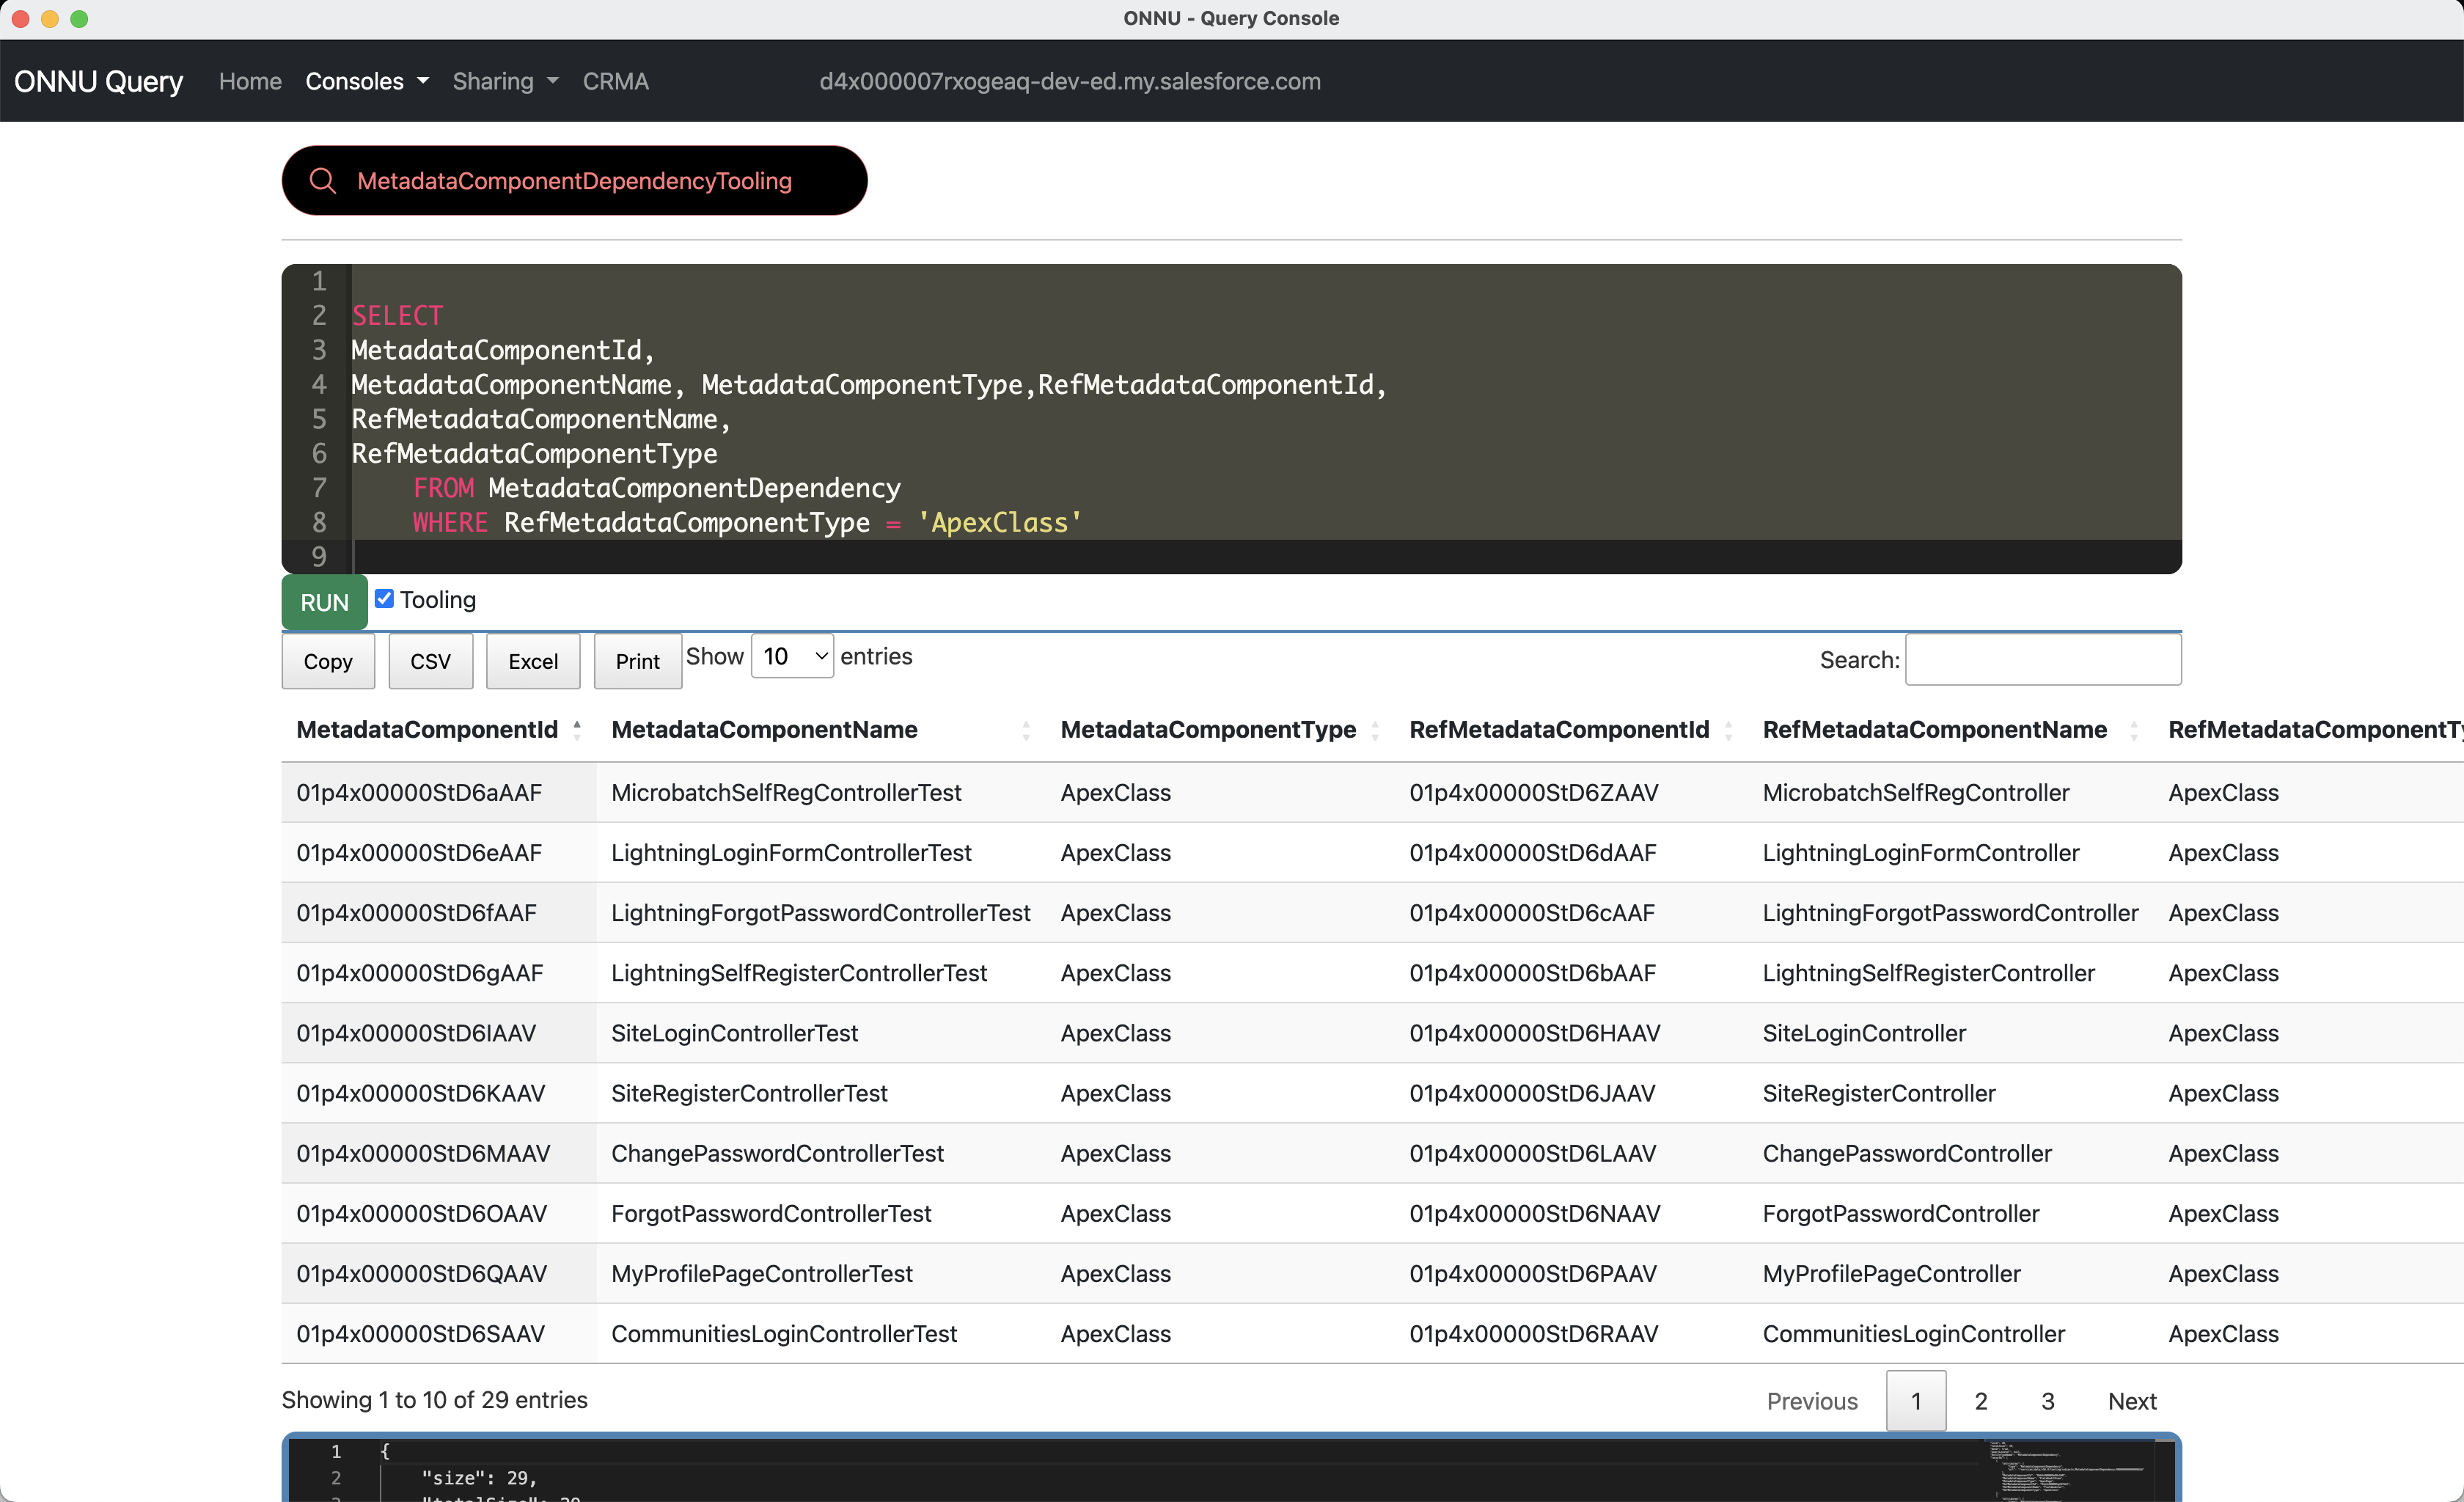 ONNU - Query Console
ONNU Query Home Consoles Sharing CRMA d4x000007rxogeaq-dev-ed.my.salesforce.com
MetadataComponentDependencyTooling
1
2 SELECT
3 MetadataComponentId,
4 MetadataComponentName, MetadataComponentType,RefMetadataComponentId,
5 RefMetadataComponentName,
6 RefMetadataComponentType
7 FROM MetadataComponentDependency
8 WHERE RefMetadataComponentType = 'ApexClass'
9
RUN Tooling
Copy CSV Excel Print Show 10 entries Search:
MetadataComponentId MetadataComponentName MetadataComponentType RefMetadataComponentId RefMetadataComponentName RefMetadataComponentTy
01p4x00000StD6aAAF MicrobatchSelfRegControllerTest ApexClass 01p4x00000StD6ZAAV MicrobatchSelfRegController ApexClass
01p4x00000StD6eAAF LightningLoginFormControllerTest ApexClass 01p4x00000StD6dAAF LightningLoginFormController ApexClass
01p4x00000StD6fAAF LightningForgotPasswordControllerTest ApexClass 01p4x00000StD6cAAF LightningForgotPasswordController ApexClass
01p4x00000StD6gAAF LightningSelfRegisterControllerTest ApexClass 01p4x00000StD6bAAF LightningSelfRegisterController ApexClass
01p4x00000StD6IAAV SiteLoginControllerTest ApexClass 01p4x00000StD6HAAV SiteLoginController ApexClass
01p4x00000StD6KAAV SiteRegisterControllerTest ApexClass 01p4x00000StD6JAAV SiteRegisterController ApexClass
01p4x00000StD6MAAV ChangePasswordControllerTest ApexClass 01p4x00000StD6LAAV ChangePasswordController ApexClass
01p4x00000StD6OAAV ForgotPasswordControllerTest ApexClass 01p4x00000StD6NAAV ForgotPasswordController ApexClass
01p4x00000StD6QAAV MyProfilePageControllerTest ApexClass 01p4x00000StD6PAAV MyProfilePageController ApexClass
01p4x00000StD6SAAV CommunitiesLoginControllerTest ApexClass 01p4x00000StD6RAAV CommunitiesLoginController ApexClass
Showing 1 to 10 of 29 entries Previous 1 2 3 Next
1 {
2 "size": 29,